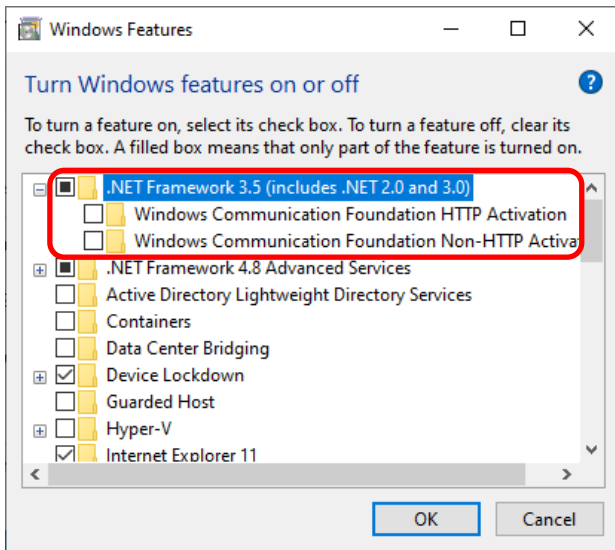 Windows Features
Turn Windows features on or off
?
To turn a feature on, select its check box. To turn a feature off, clear its
check box. A filled box means that only part of the feature is turned on.
.NET Framework 3.5 (includes .NET 2.0 and 3.0)
Windows Communication Foundation HTTP Activation
Windows Communication Foundation Non-HTTP Activa
.NET Framework 4.8 Advanced Services
Active Directory Lightweight Directory Services
Containers
Data Center Bridging
Device Lockdown
Guarded Host
Hyper-V
Internet Explorer 11
OK Cancel